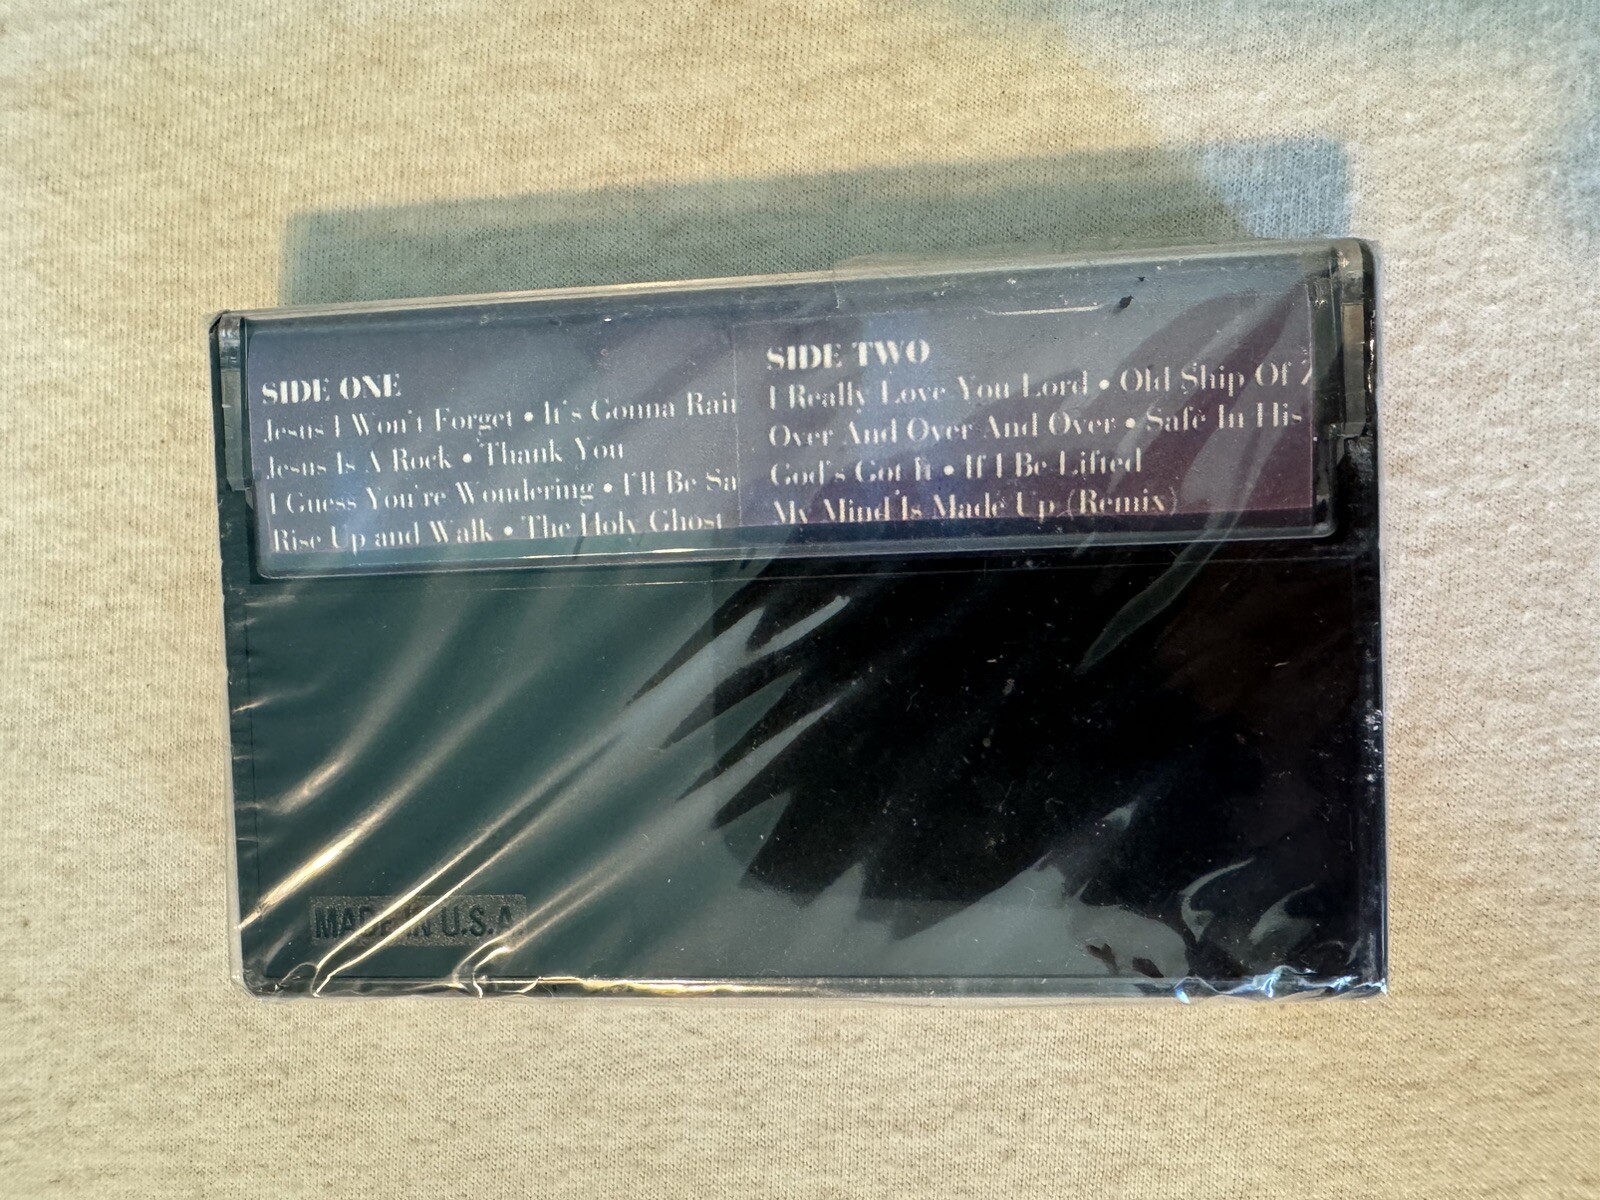 SIDE ONE
Jesus I Won't Forget • It's Gonna
Jesus Is A Rock • Thank You
I Guess You're Wondering • I'll Be
Rise Up and Walk • The Holy Ghost
SIDE TWO
I Really Love You Lord • Old Ship Of
Over And Over And Over • Safe In His
God's Got It • If I Be Lifted
My Mind Is Made Up (Remix)
MADE IN U.S.A.